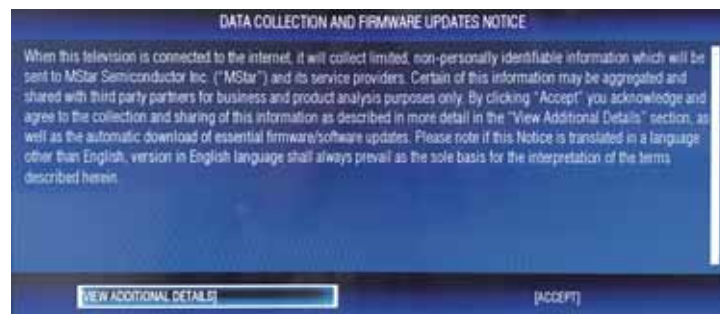 DATA COLLECTION AND FIRMWARE UPDATES NOTICE
When this television is connected to the internet, it will collect limited, non-personally identifiable information which will be
sent to MStar Semiconductor Inc. ("MStar") and its service providers. Certain of this information may be aggregated and
shared with third party partners for business and product analysis purposes only. By clicking "Accept" you acknowledge and
agree to the collection and sharing of this information as described in more detail in the "View Additional Details" section, as
well as the automatic download of essential firmware/software updates. Please note if this Notice is translated in a language
other than English, version in English language shall always prevail as the sole basis for the interpretation of the terms
described herein.
[VIEW ADDITIONAL DETAILS]
[ACCEPT]